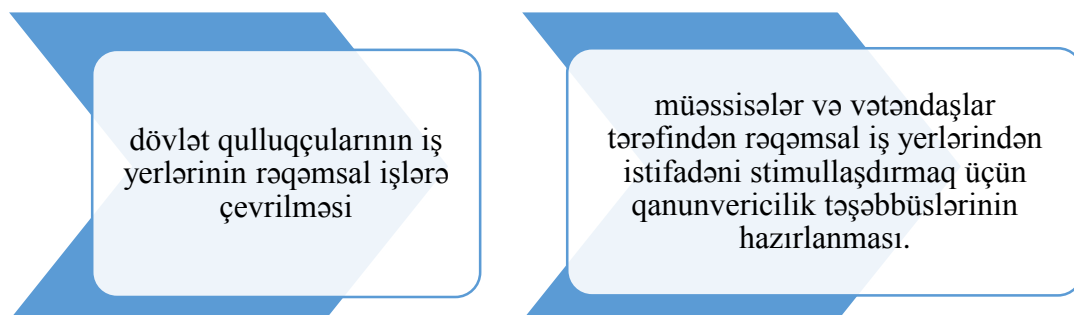 dövlət qulluqçularının iş
yerlərinin rəqəmsal işlərə
çevrilməsi
müəssisələr və vətəndaşlar
tərəfindən rəqəmsal iş yerlərindən
istifadəni stimullaşdırmaq üçün
qanunvericilik təşəbbüslərinin
hazırlanması.